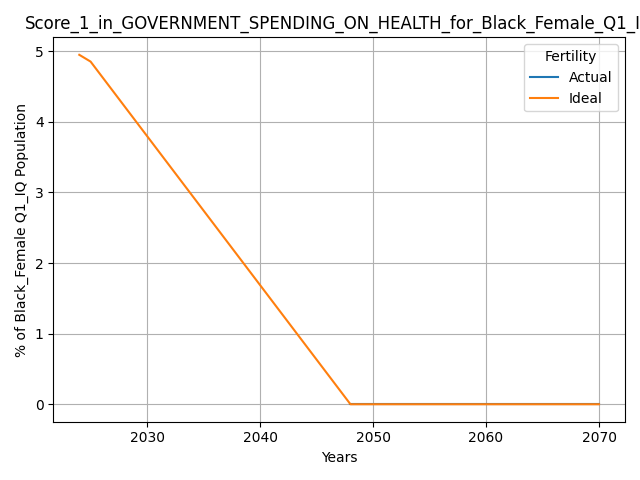 Score_1_in_GOVERNMENT_SPENDING_ON_HEALTH_for_Black_Female_Q1_I
Fertility
Actual
Ideal
% of Black_Female Q1_IQ Population
5
4
3
2
1
0
2030 2040 2050 2060 2070
Years